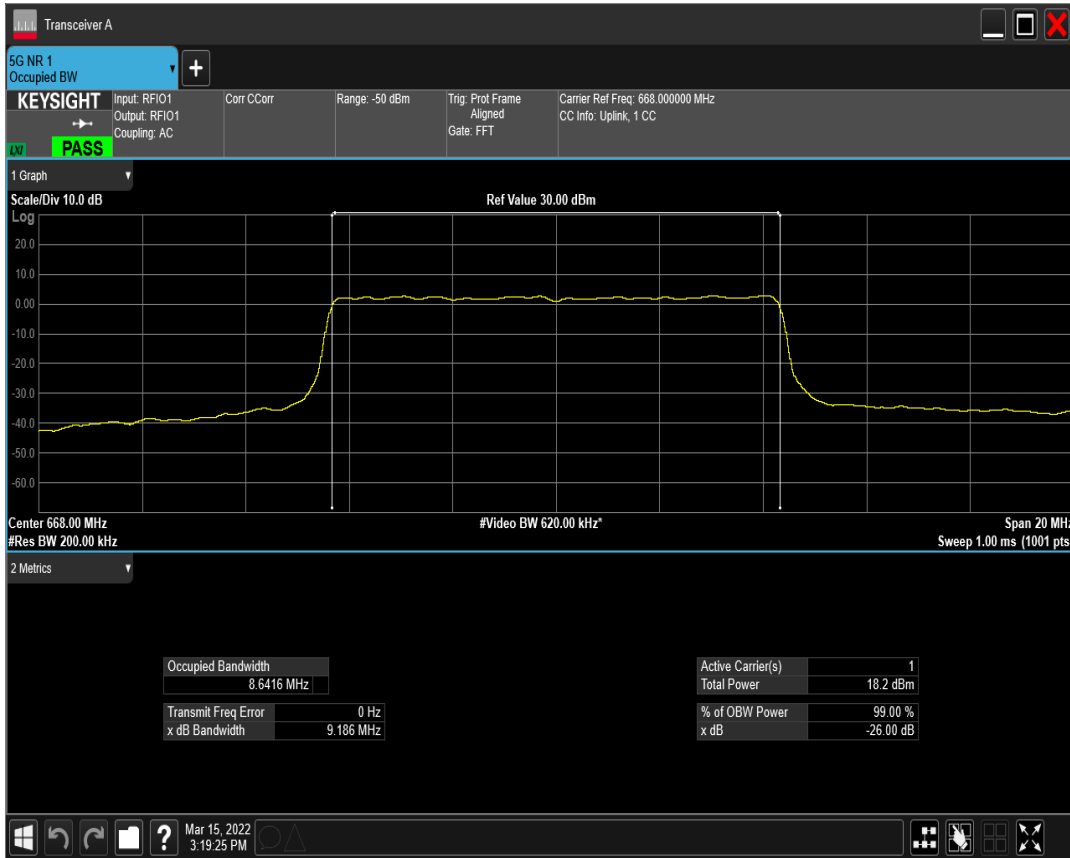 Transceiver A
5G NR 1
Occupied BW
+
KEYSIGHT
LXI
PASS
Input: RFIO1
Output: RFIO1
Coupling: AC
Corr CCorr
Range: -50 dBm
Trig: Prot Frame
Aligned
Gate: FFT
Carrier Ref Freq: 668.000000 MHz
CC Info: Uplink, 1 CC
1 Graph
Scale/Div 10.0 dB
Ref Value 30.00 dBm
Log
20.0
10.0
0.00
-10.0
-20.0
-30.0
-40.0
-50.0
-60.0
Center 668.00 MHz
#Video BW 620.00 kHz*
Span 20 MHz
#Res BW 200.00 kHz
Sweep 1.00 ms (1001 pts
2 Metrics
Occupied Bandwidth
8.6416 MHz
Transmit Freq Error 0 Hz
x dB Bandwidth 9.186 MHz
Active Carrier(s) 1
Total Power 18.2 dBm
% of OBW Power 99.00 %
x dB -26.00 dB
?
Mar 15, 2022
3:19:25 PM